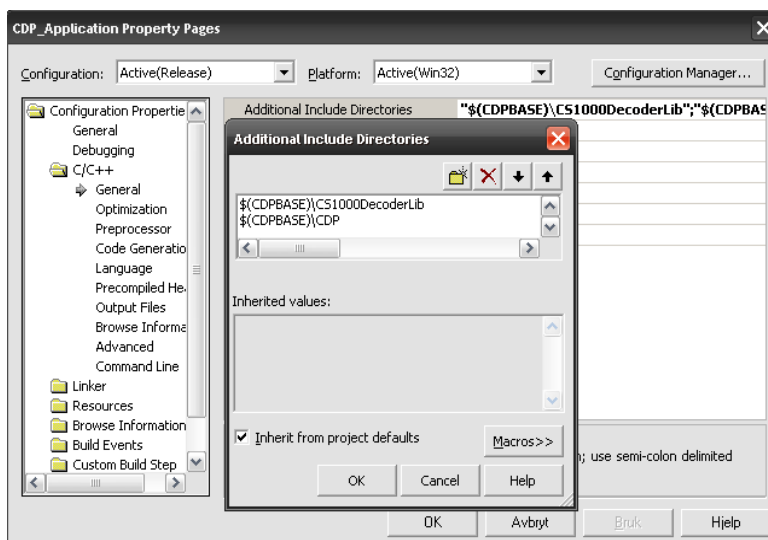 CDP_Application Property Pages
Configuration: Active(Release) Platform: Active(Win32) Configuration Manager...
Configuration Propertie
General
Debugging
C/C++
General
Optimization
Preprocessor
Code Generatio
Language
Precompiled He
Output Files
Browse Informa
Advanced
Command Line
Linker
Resources
Browse Information
Build Events
Custom Build Step
Additional Include Directories "$(CDPBASE)\CS1000DecoderLib";"$(CDPBAS
Additional Include Directories
$(CDPBASE)\CS1000DecoderLib
$(CDPBASE)\CDP
Inherited values:
Inherit from project defaults
Macros>>
OK Cancel Help
; use semi-colon delimited
OK Avbryt Bruk Hjelp